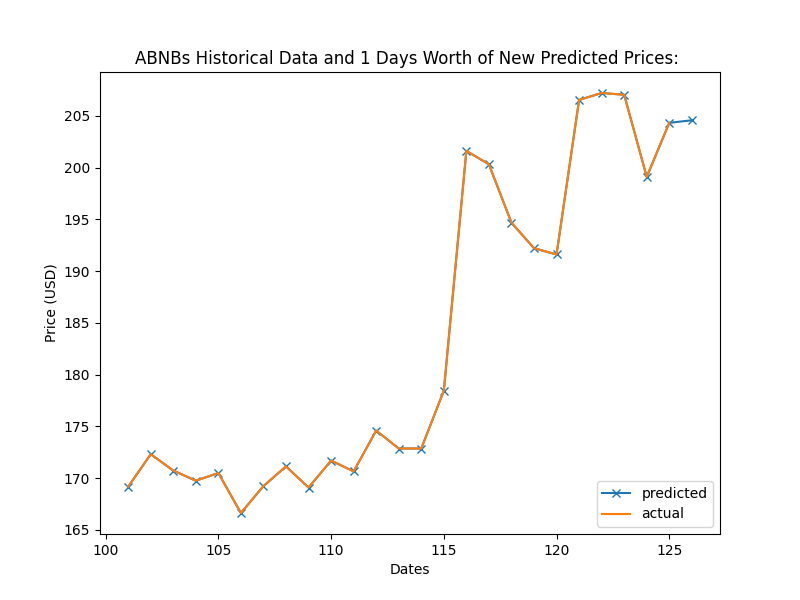 ABNBs Historical Data and 1 Days Worth of New Predicted Prices:
205
200
195
190
185
180
175
170
165
Price (USD)
100 105 110 115 120 125
Dates
predicted
actual